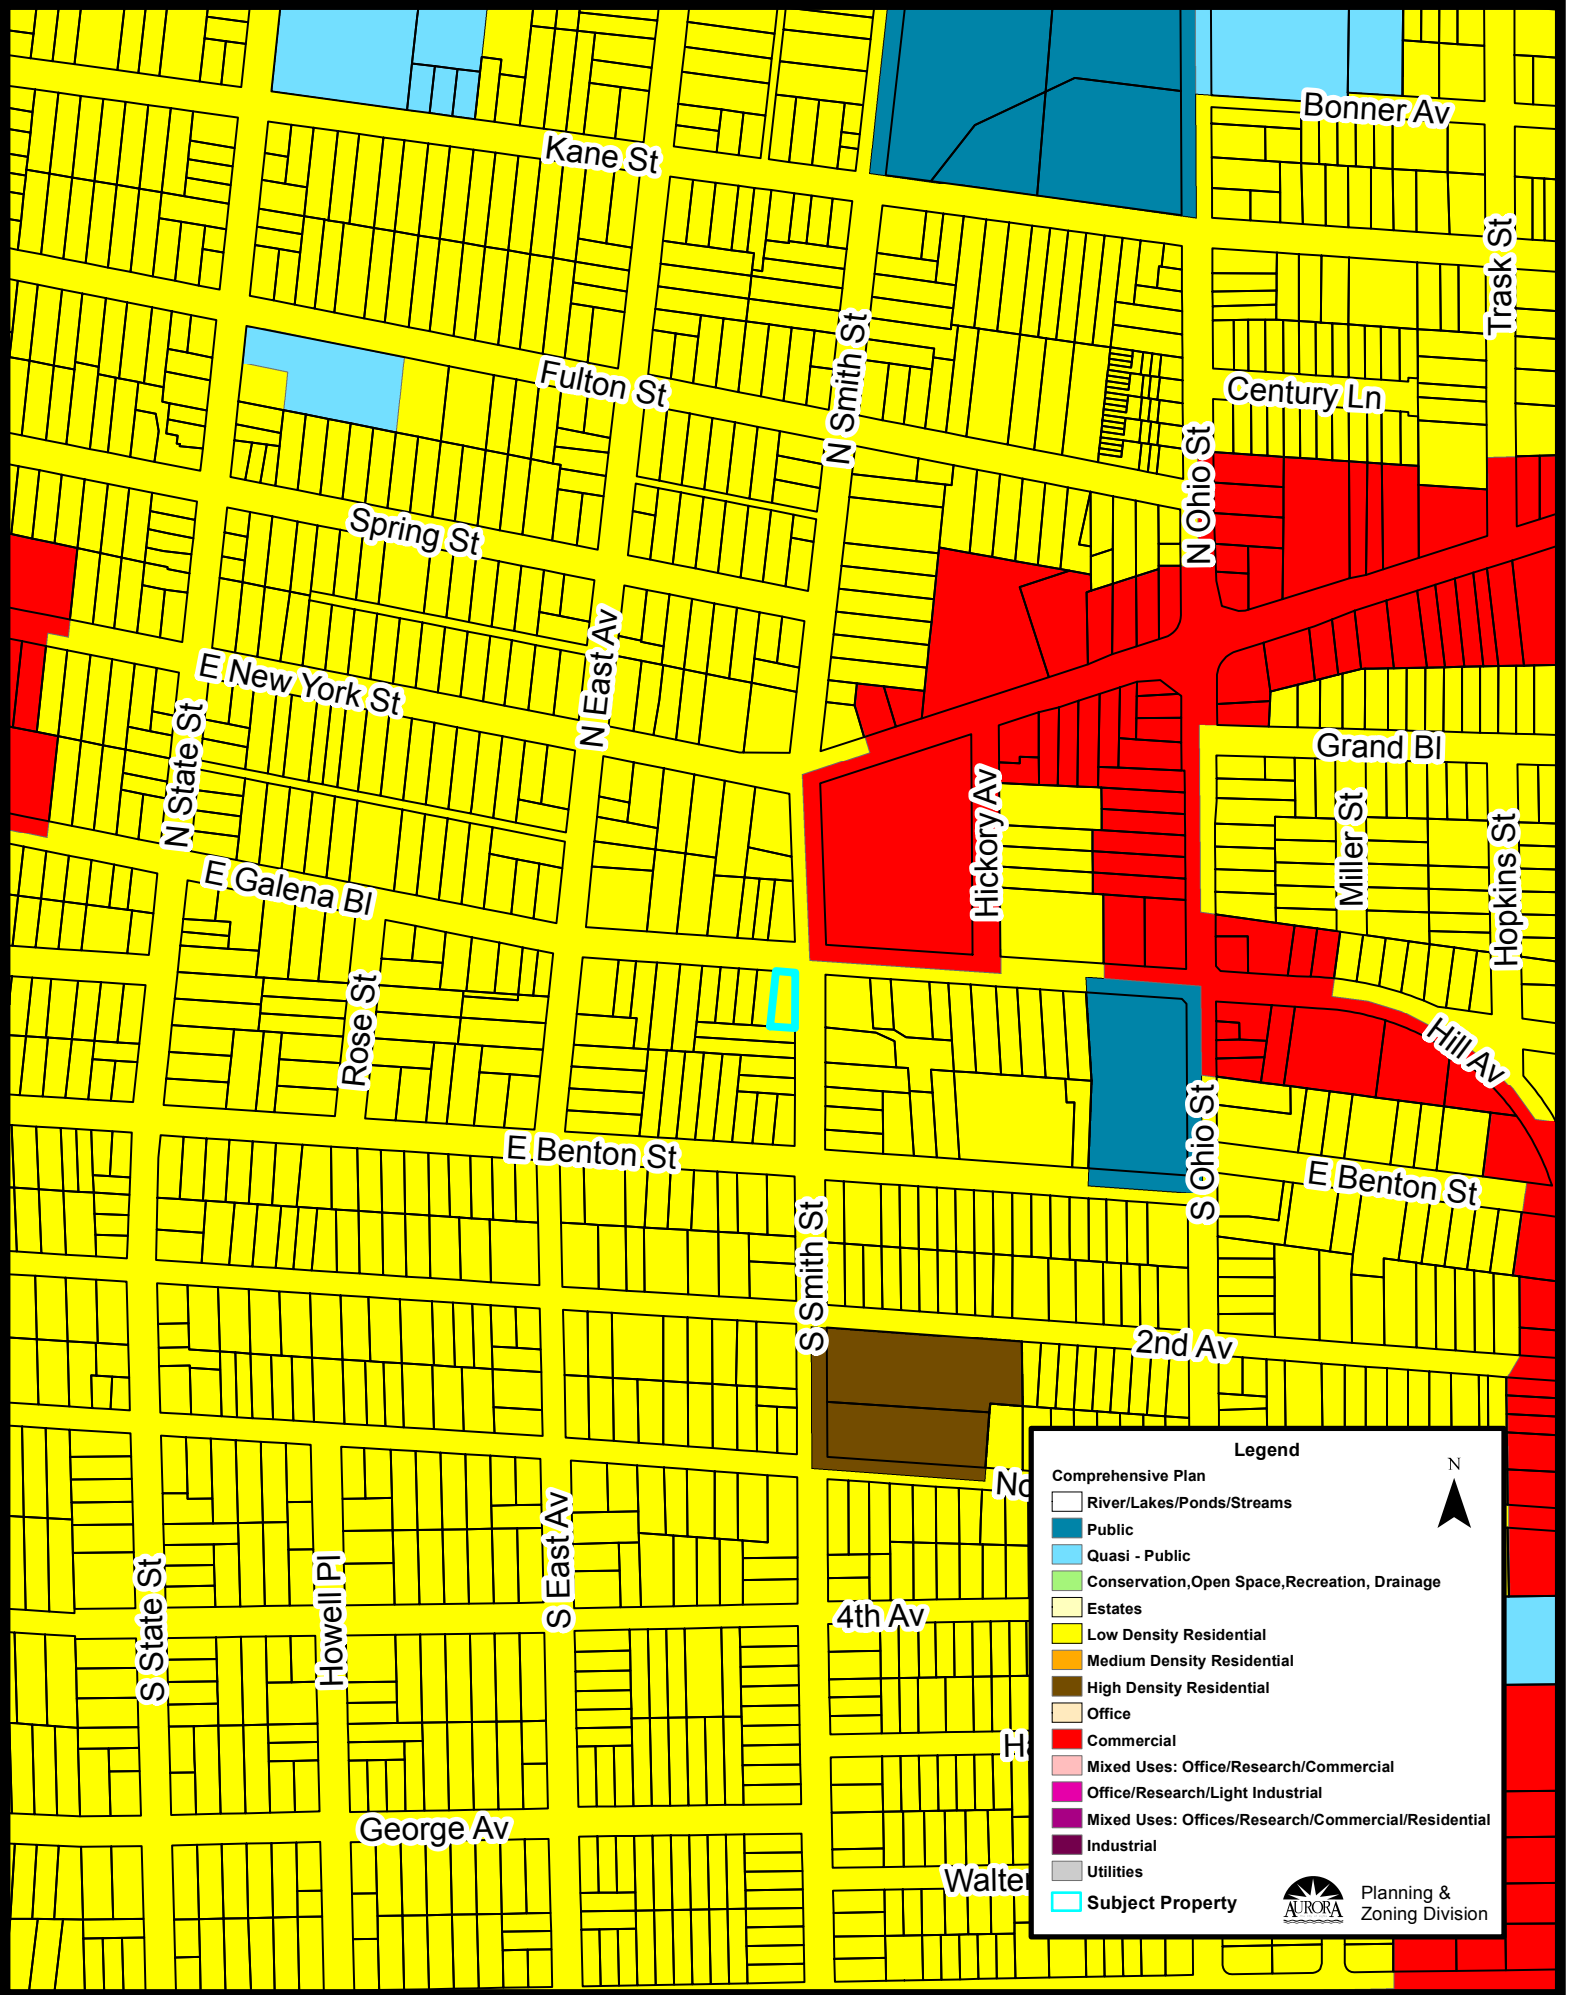 Bonner Av
Kane St
Trask St
N Smith St
Fulton St
Century Ln
N Ohio St
Spring St
N East Av
E New York St
N State St
Grand Bl
Hickory Av
Miller St
Hopkins St
E Galena Bl
Rose St
Hill Av
S Ohio St
E Benton St
E Benton St
S Smith St
2nd Av
No
S East Av
S State St
Howell Pl
4th Av
Ha
George Av
Walter
Legend
N
Comprehensive Plan
River/Lakes/Ponds/Streams
Public
Quasi - Public
Conservation,Open Space,Recreation, Drainage
Estates
Low Density Residential
Medium Density Residential
High Density Residential
Office
Commercial
Mixed Uses: Office/Research/Commercial
Office/Research/Light Industrial
Mixed Uses: Offices/Research/Commercial/Residential
Industrial
Utilities
Subject Property
AURORA
Planning &
Zoning Division